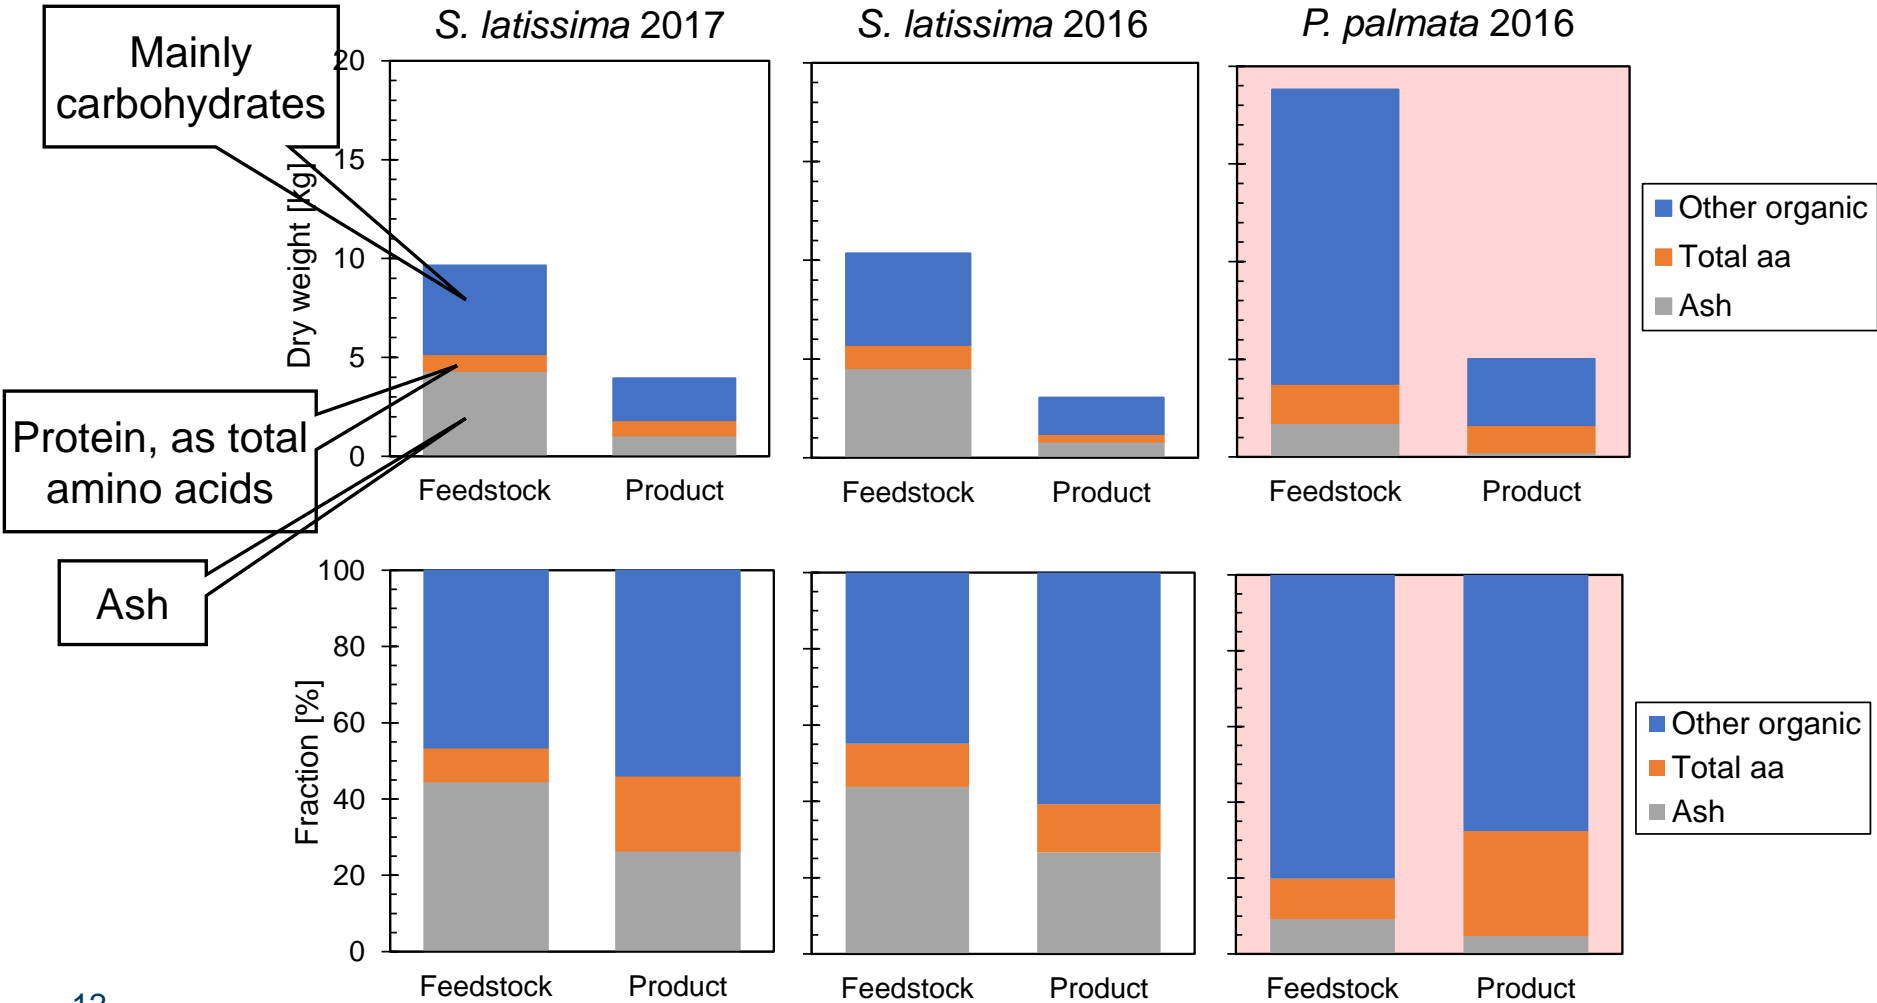 S. latissima 2017
S. latissima 2016
P. palmata 2016
Mainly
carbohydrates
Protein, as total
amino acids
Ash
Dry weight [kg]
20
15
10
5
0
Feedstock Product
Feedstock Product
Feedstock Product
Other organic
Total aa
Ash
Fraction [%]
100
80
60
40
20
0
Feedstock Product
Feedstock Product
Feedstock Product
Other organic
Total aa
Ash